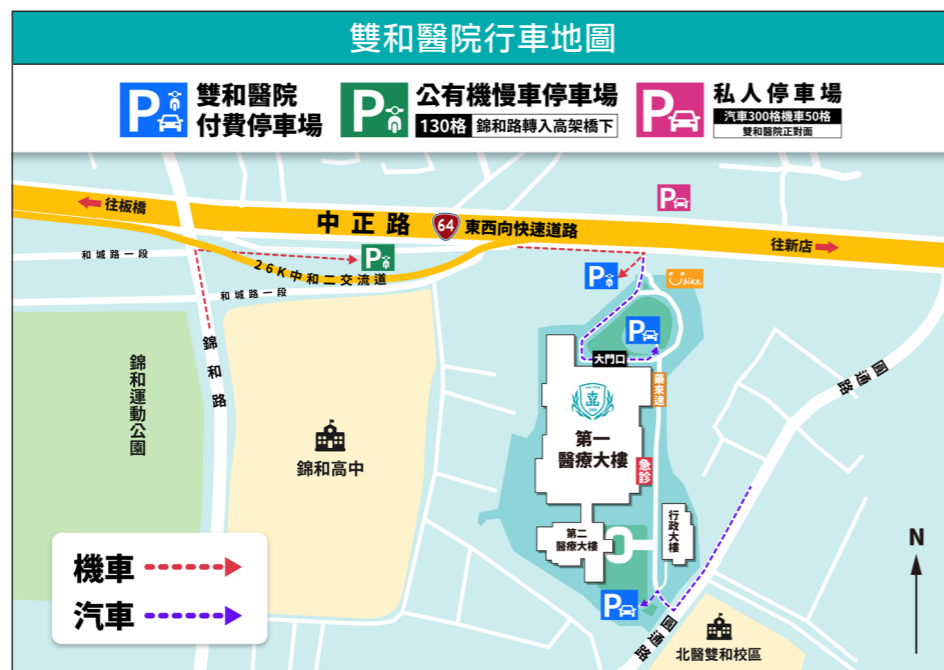 雙和醫院行車地圖
P
雙和醫院
付費停車場
P
公有機慢車停車場
130格 錦和路轉入高架橋下
P
私人停車場
汽車300格機車50格
雙和醫院正對面
P
往板橋
中正路 64 東西向快速道路
往新店
和城路一段
P
26K中和二交流道
P
Ubike
和城路一段
P
錦和路
大門口
圓通路
錦和運動公園
藥來速
第一
醫療大樓
錦和高中
急診
行政大樓
第二
醫療大樓
N
機車
汽車
P
圓通路
北醫雙和校區